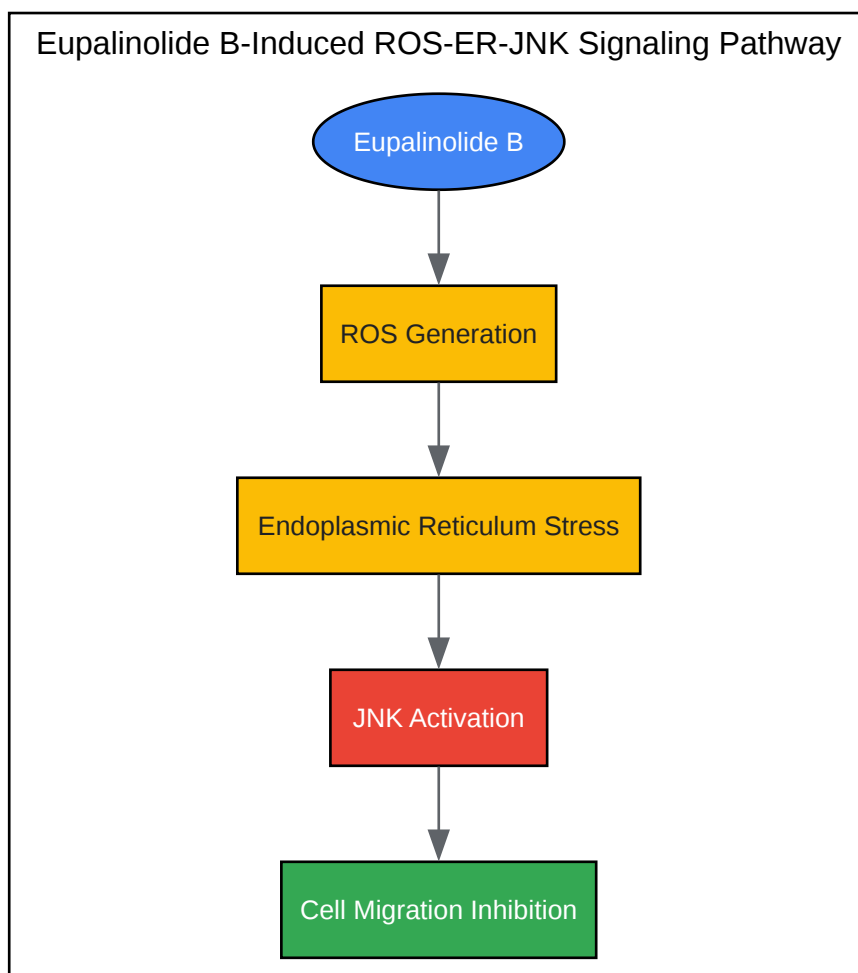 Eupalinolide B-Induced ROS-ER-JNK Signaling Pathway
Eupalinolide B
ROS Generation
Endoplasmic Reticulum Stress
JNK Activation
Cell Migration Inhibition